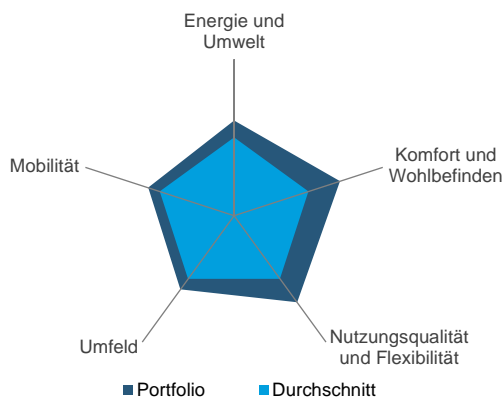 Energie und
Umwelt
Mobilität
Komfort und
Wohlbefinden
Umfeld
Nutzungsqualität
und Flexibilität
Portfolio
Durchschnitt